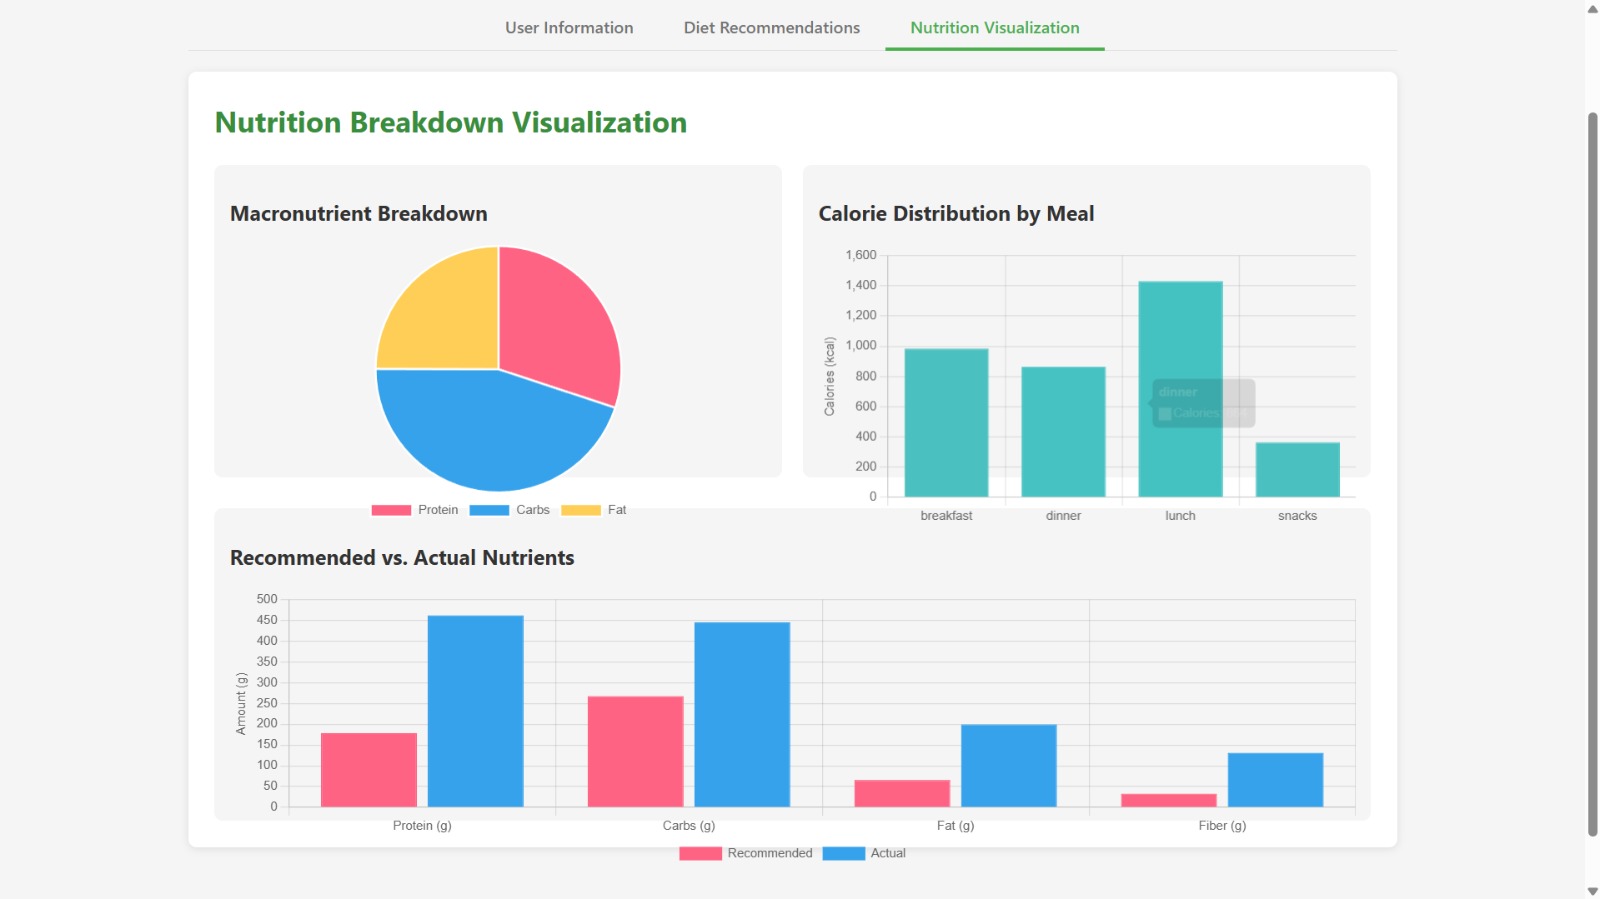 User Information Diet Recommendations Nutrition Visualization
Nutrition Breakdown Visualization
Macronutrient Breakdown
Protein Carbs Fat
Calorie Distribution by Meal
1,600
1,400
1,200
1,000
800
600
400
200
0
Calories (kcal)
dinner
Calories:
breakfast dinner lunch snacks
Recommended vs. Actual Nutrients
500
450
400
350
300
250
200
150
100
50
0
Amount (g)
Protein (g) Carbs (g) Fat (g) Fiber (g)
Recommended Actual